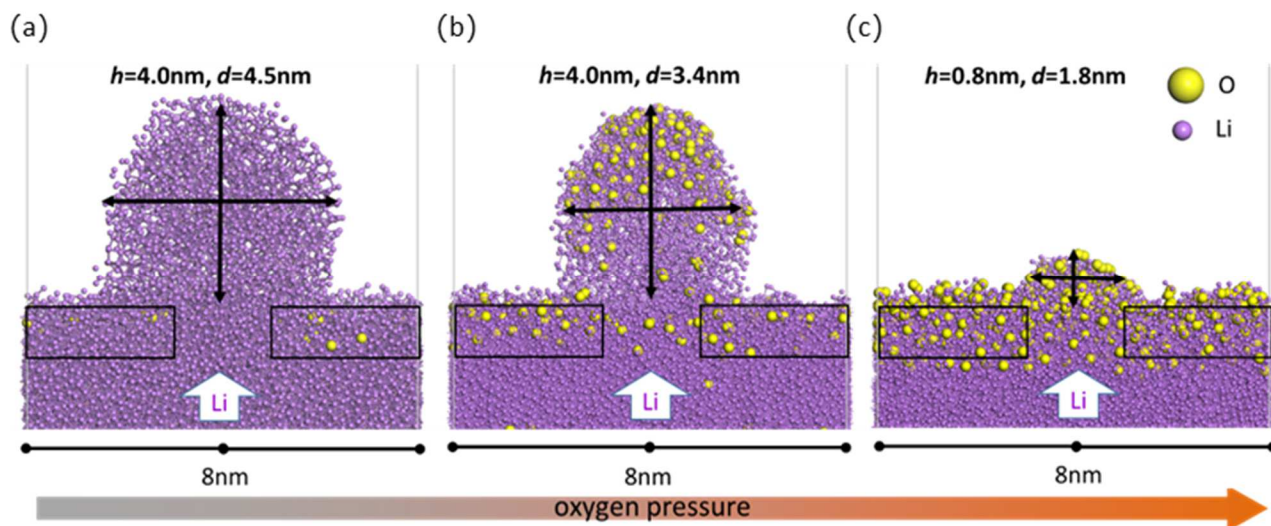 (a)
(b)
(c)
h=4.0nm, d=4.5nm
h=4.0nm, d=3.4nm
h=0.8nm, d=1.8nm
O
Li
Li
Li
Li
8nm
8nm
8nm
oxygen pressure